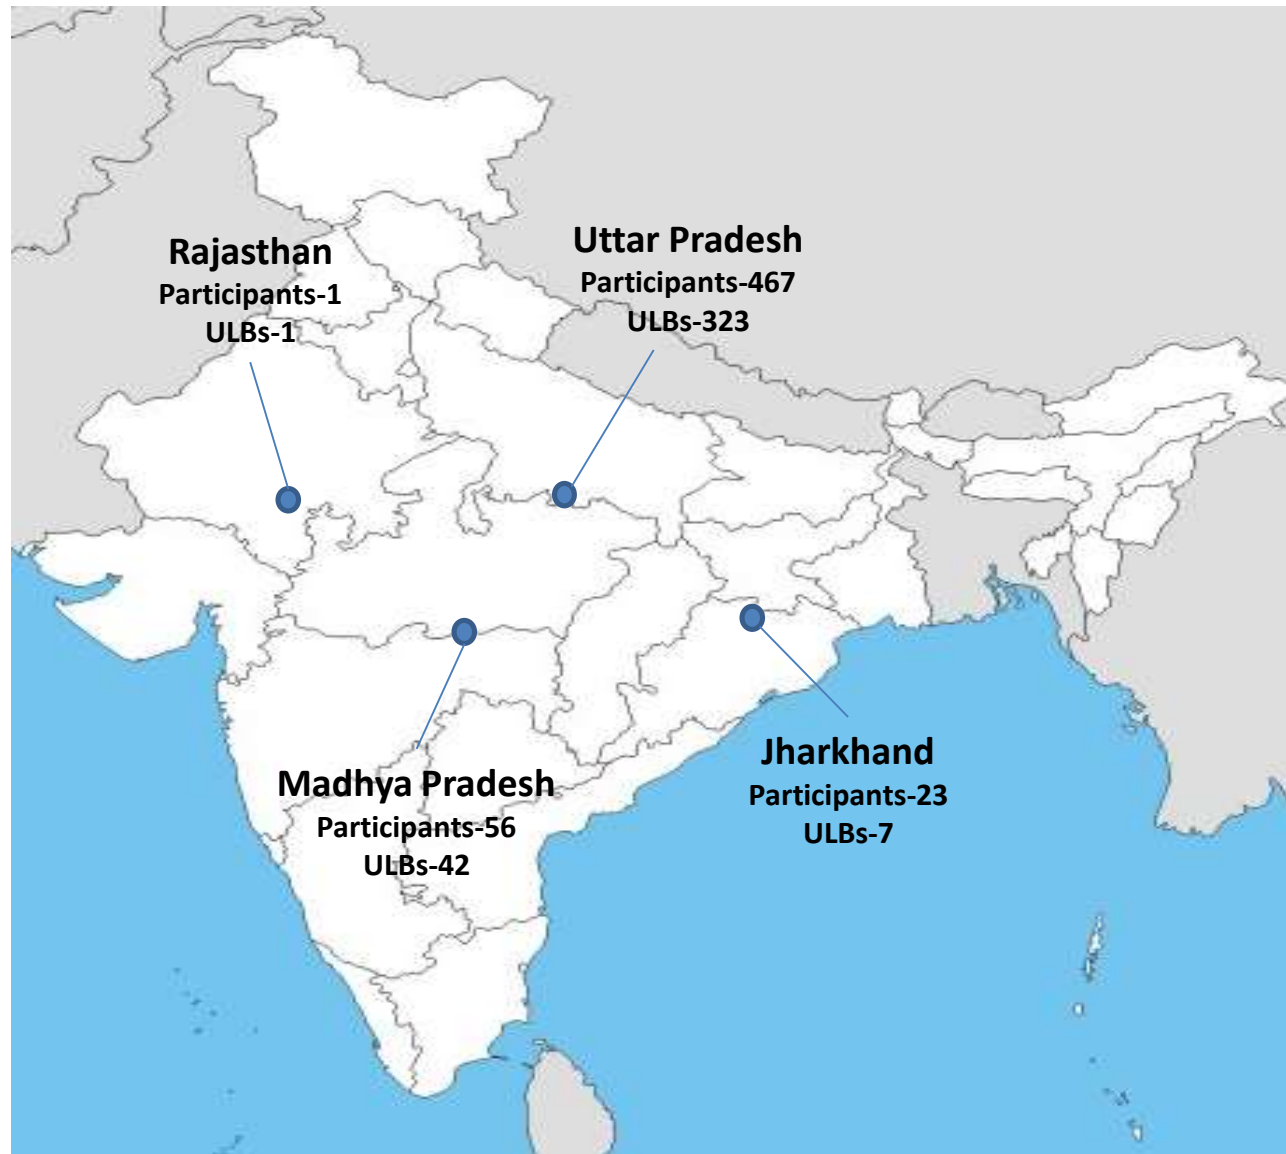 Rajasthan
Participants-1
ULBs-1
Uttar Pradesh
Participants-467
ULBs-323
Madhya Pradesh
Participants-56
ULBs-42
Jharkhand
Participants-23
ULBs-7